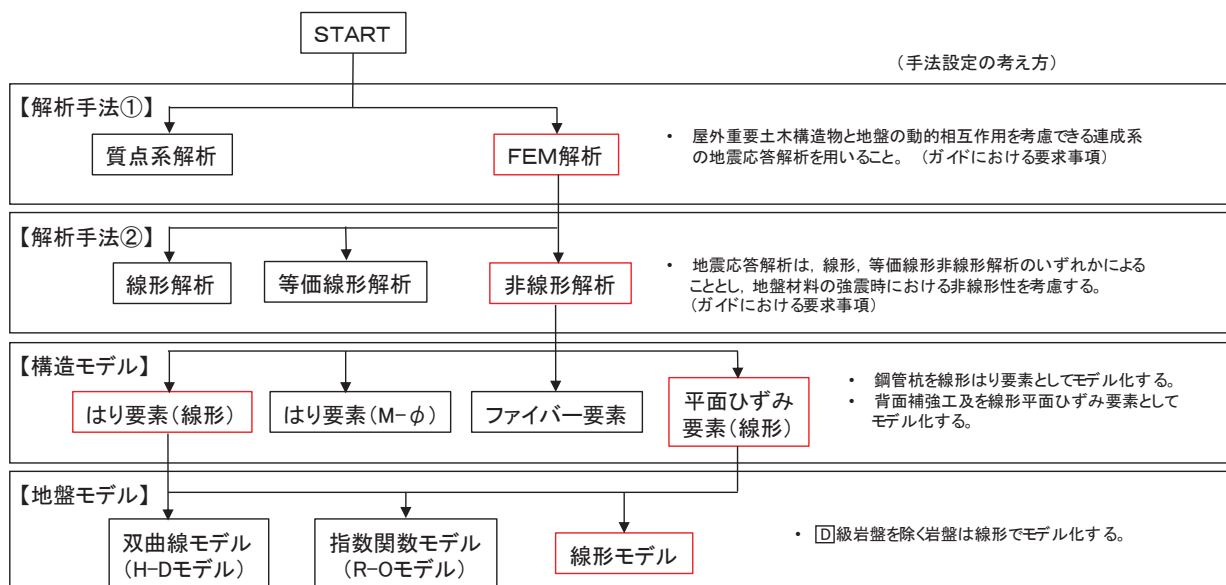 START
(手法設定の考え方)
【解析手法①】
質点系解析
FEM解析
・ 屋外重要土木構造物と地盤の動的相互作用を考慮できる連成系
の地震応答解析を用いること。 (ガイドにおける要求事項)
【解析手法②】
線形解析
等価線形解析
非線形解析
・ 地震応答解析は, 線形, 等価線形非線形解析のいずれかによる
こととし, 地盤材料の強震時における非線形性を考慮する。
(ガイドにおける要求事項)
【構造モデル】
はり要素(線形)
はり要素(M-φ)
ファイバー要素
平面ひずみ
要素(線形)
・ 鋼管杭を線形はり要素としてモデル化する。
・ 背面補強工及を線形平面ひずみ要素として
モデル化する。
【地盤モデル】
双曲線モデル
(H-Dモデル)
指数関数モデル
(R-Oモデル)
線形モデル
・ D級岩盤を除く岩盤は線形でモデル化する。